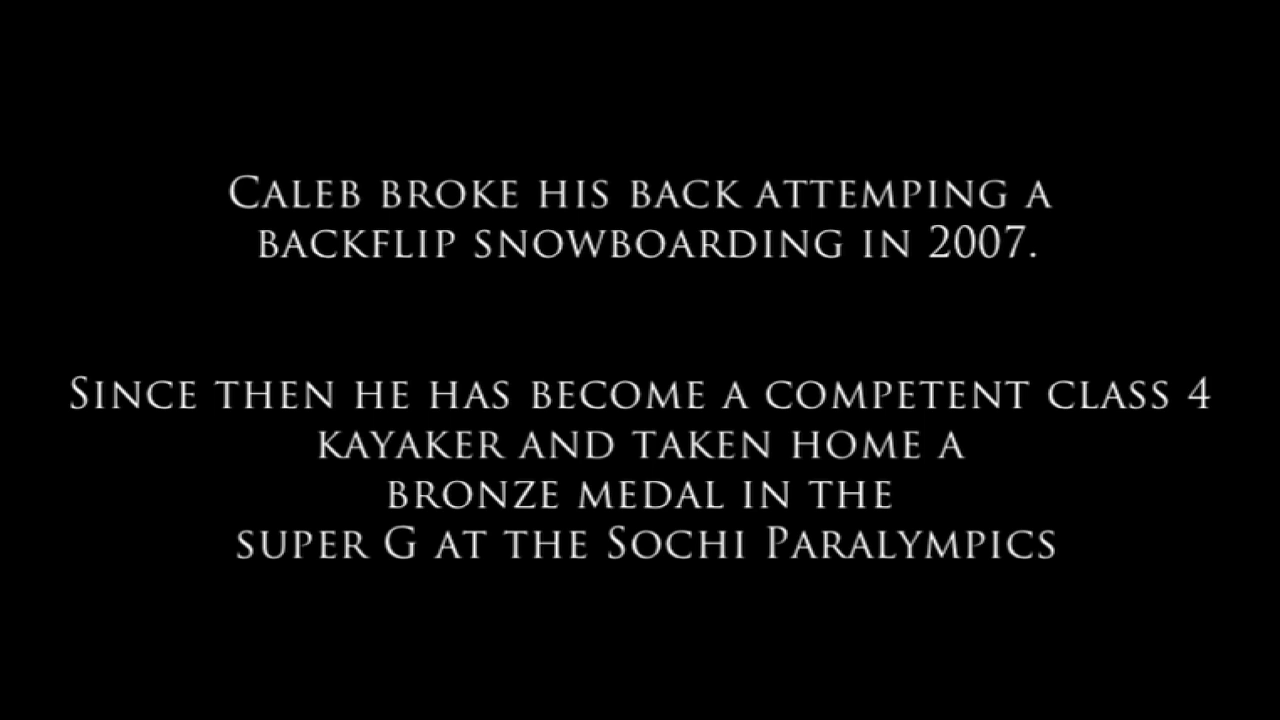 Caleb broke his back attemping a
backflip snowboarding in 2007.
Since then he has become a competent class 4
kayaker and taken home a
bronze medal in the
super G at the Sochi Paralympics